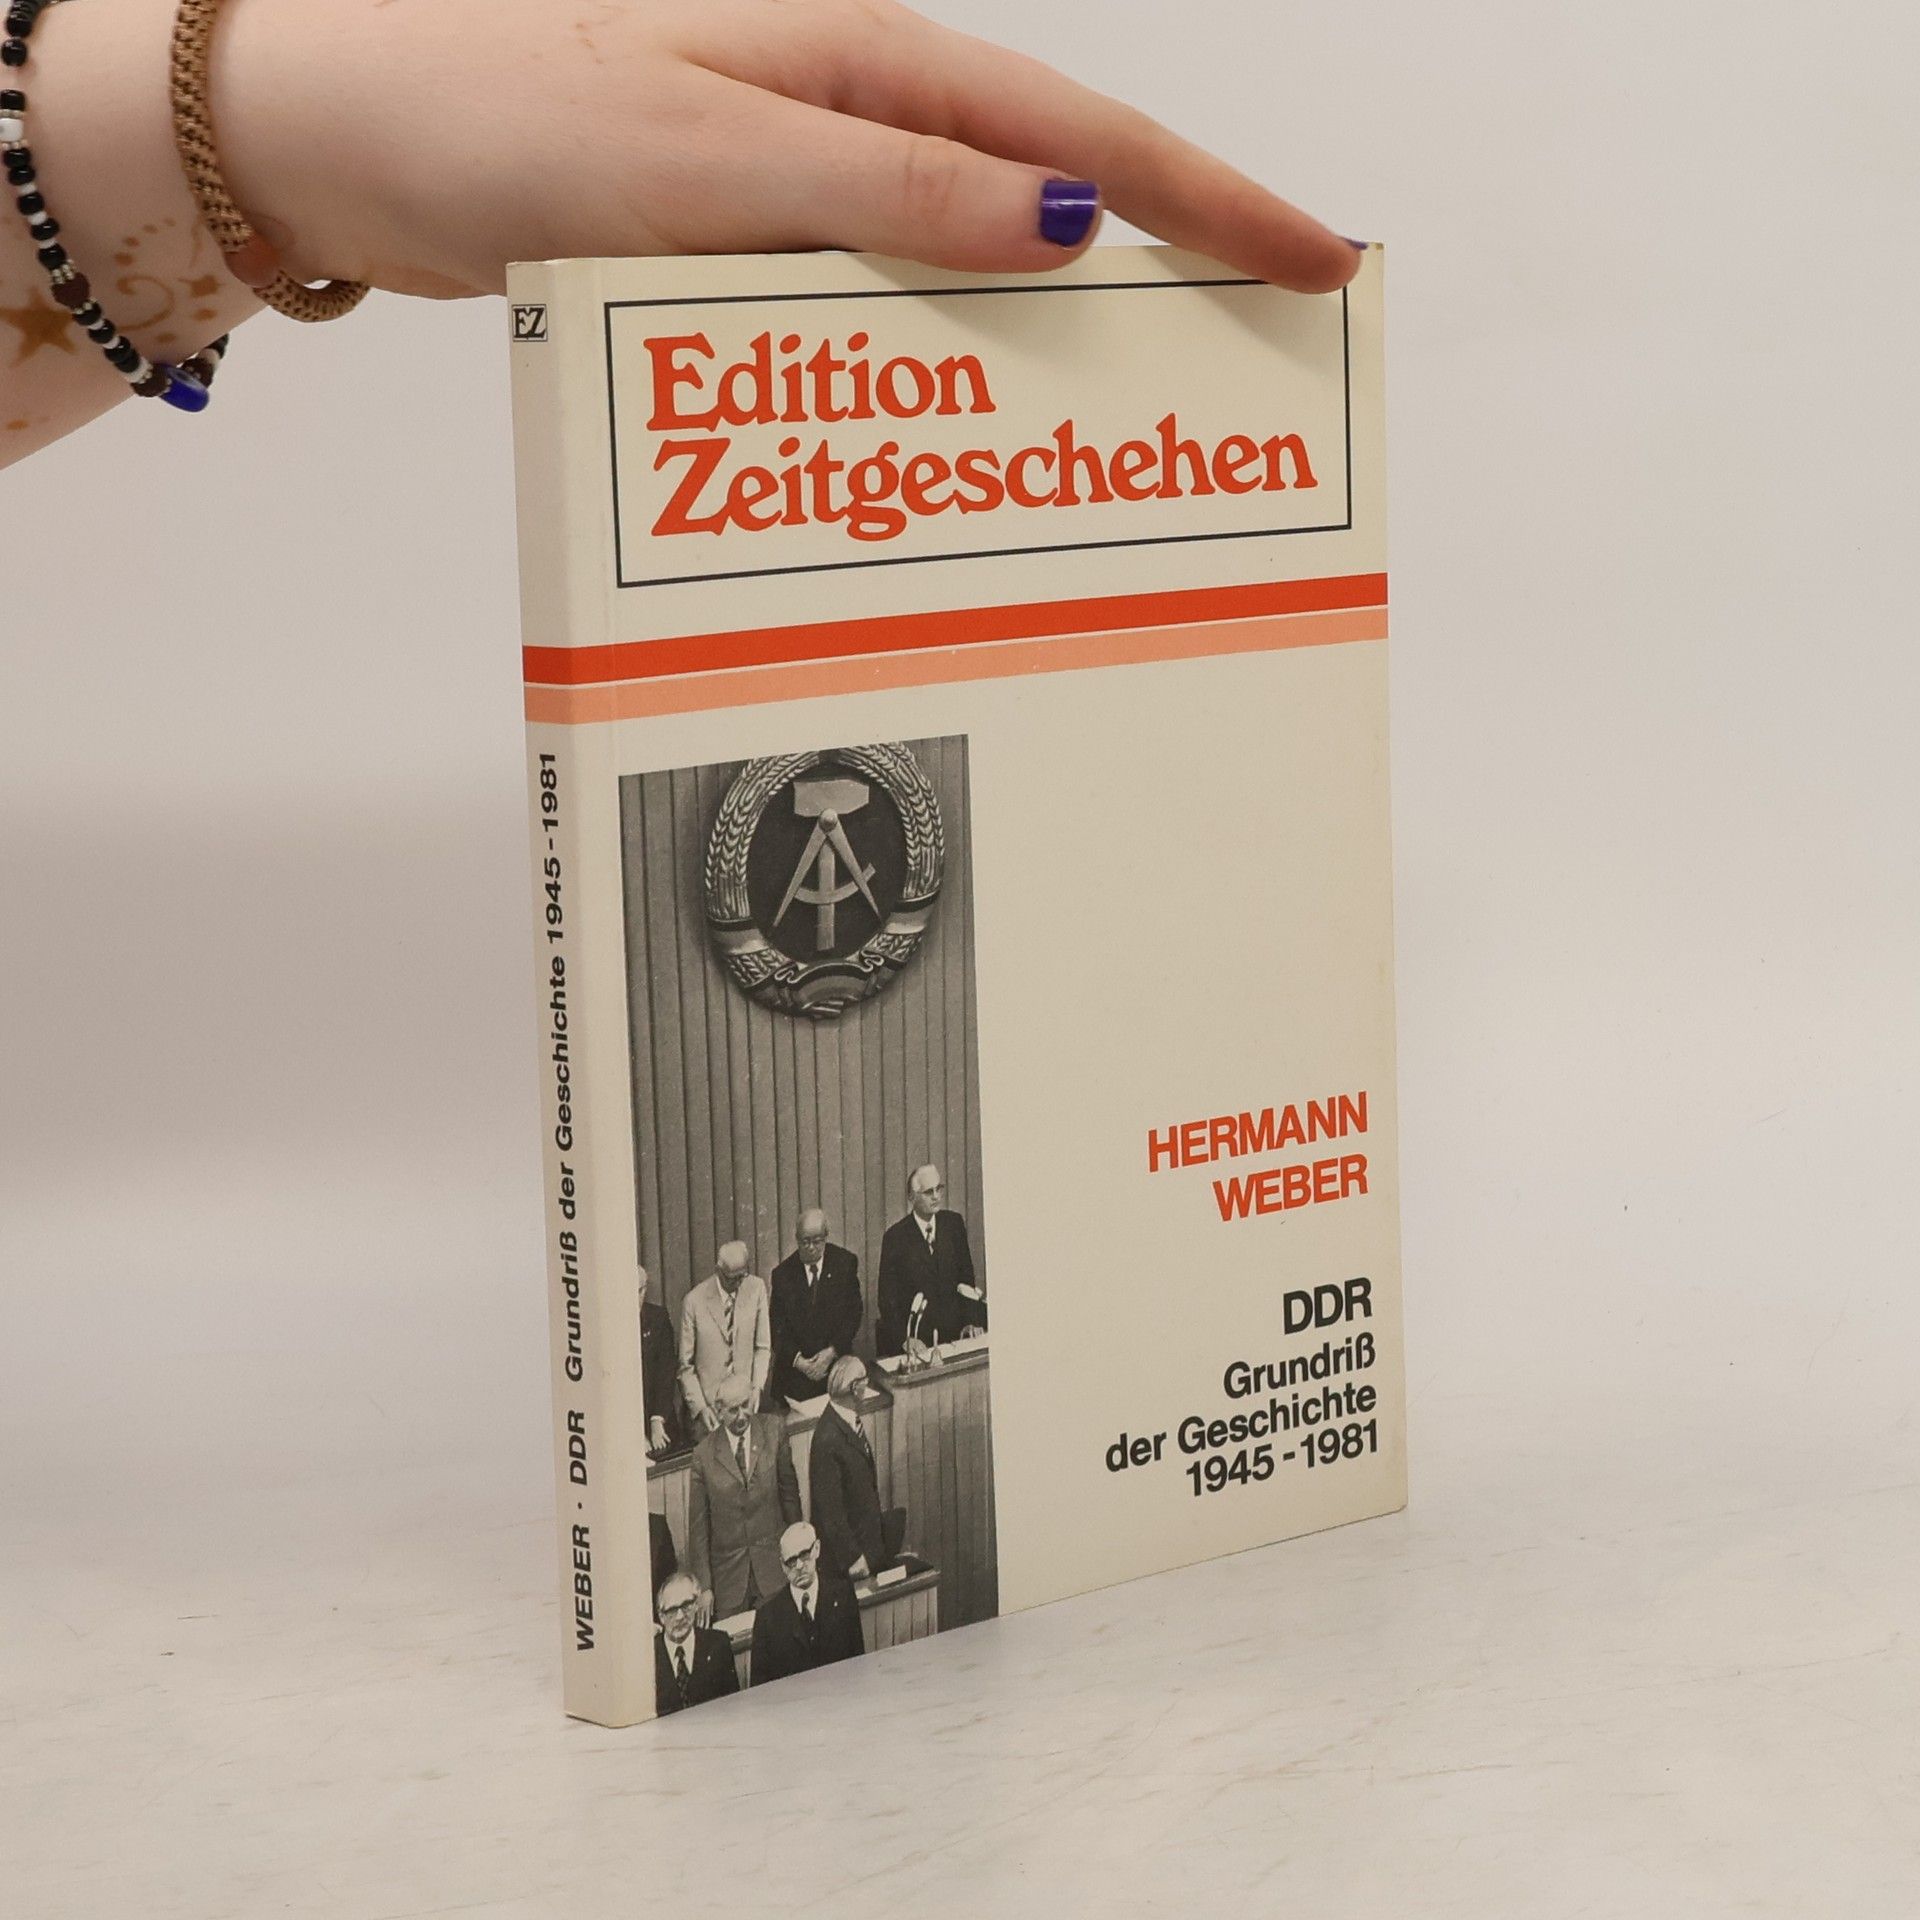 EZ
WEBER · DDR Grundriß der Geschichte 1945-1981
Edition
Zeitgeschehen
HERMANN
WEBER
DDR
Grundriß
der Geschichte
1945-1981